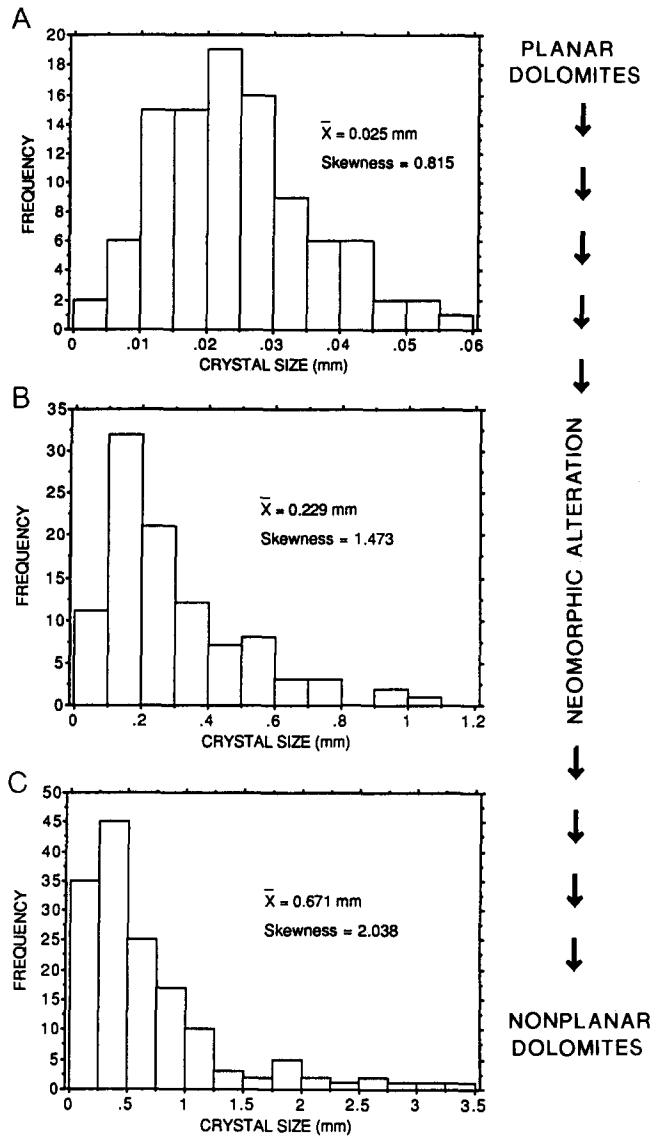 A
20
18
16
14
12
10
8
6
4
2
0
FREQUENCY
X̄ = 0.025 mm
Skewness = 0.815
0 .01 .02 .03 .04 .05 .06
CRYSTAL SIZE (mm)
B
35
30
25
20
15
10
5
0
FREQUENCY
X̄ = 0.229 mm
Skewness = 1.473
0 .2 .4 .6 .8 1 1.2
CRYSTAL SIZE (mm)
C
50
45
40
35
30
25
20
15
10
5
0
FREQUENCY
X̄ = 0.671 mm
Skewness = 2.038
0 .5 1 1.5 2 2.5 3 3.5
CRYSTAL SIZE (mm)
PLANAR
DOLOMITES
NEOMORPHIC ALTERATION
NONPLANAR
DOLOMITES